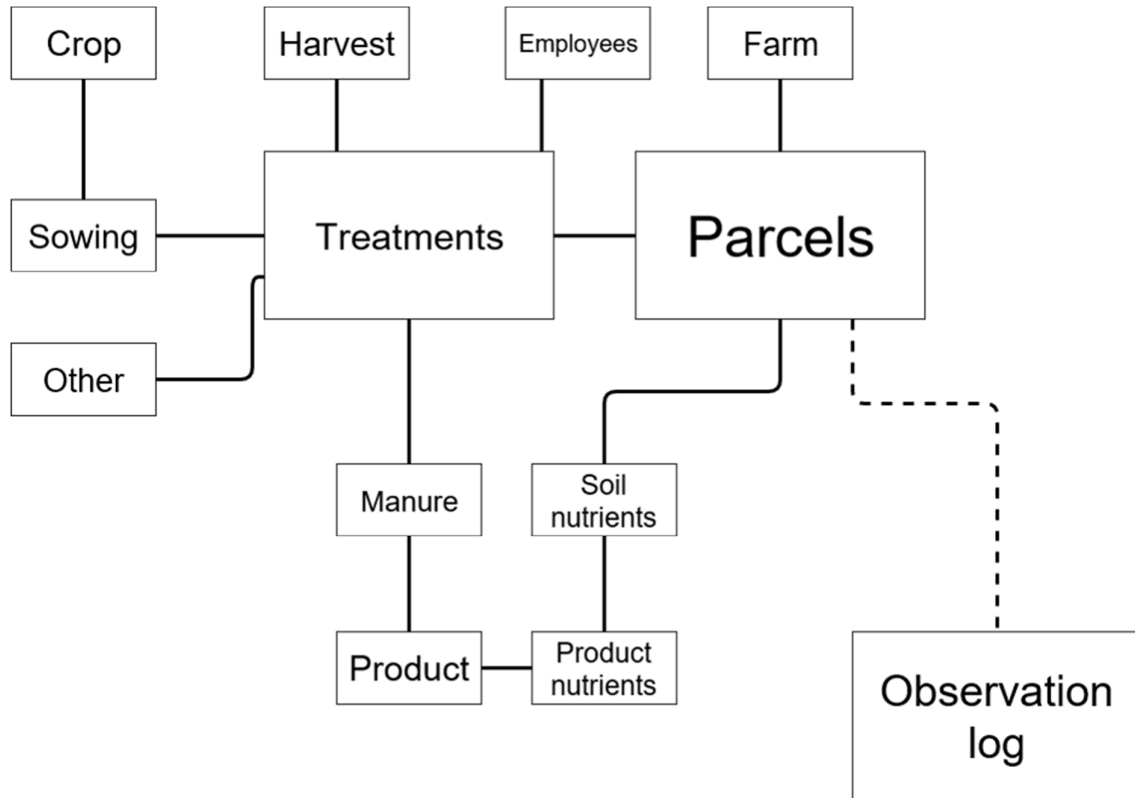 Crop
Harvest
Employees
Farm
Sowing
Treatments
Parcels
Other
Manure
Soil
nutrients
Product
Product
nutrients
Observation
log